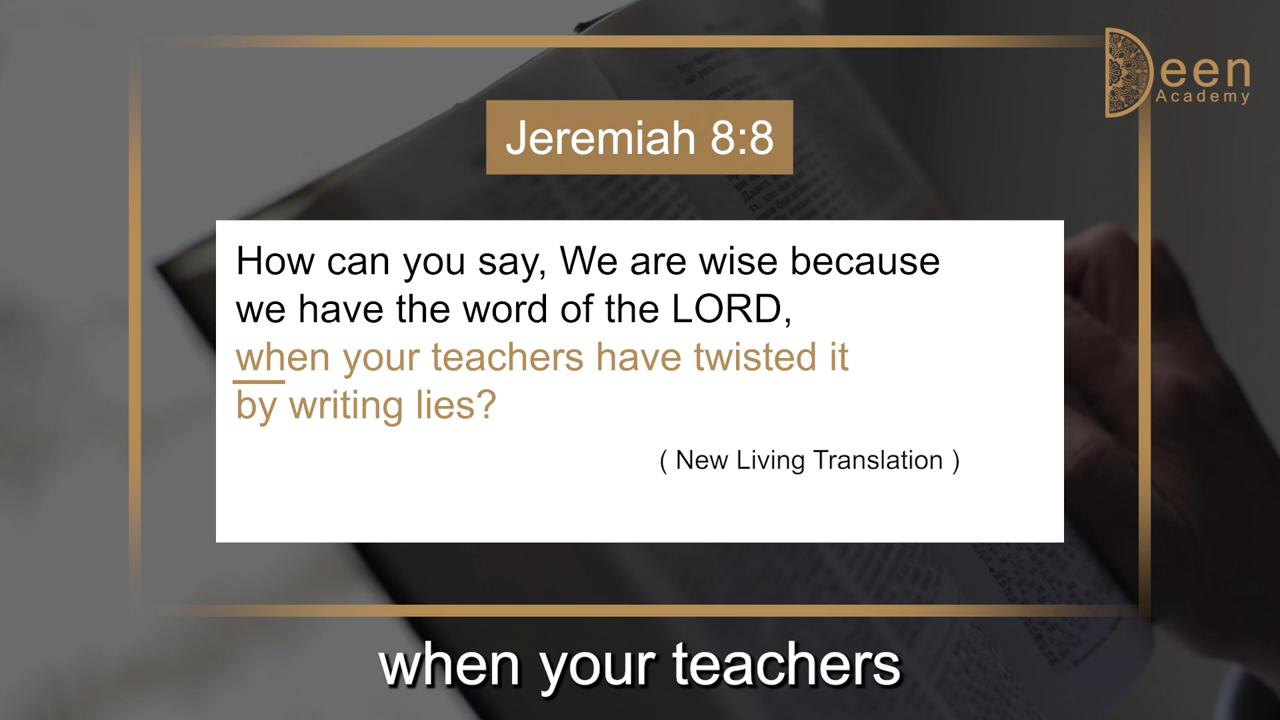 Deen
Academy
Jeremiah 8:8
How can you say, We are wise because
we have the word of the LORD,
when your teachers have twisted it
by writing lies?
( New Living Translation )
when your teachers